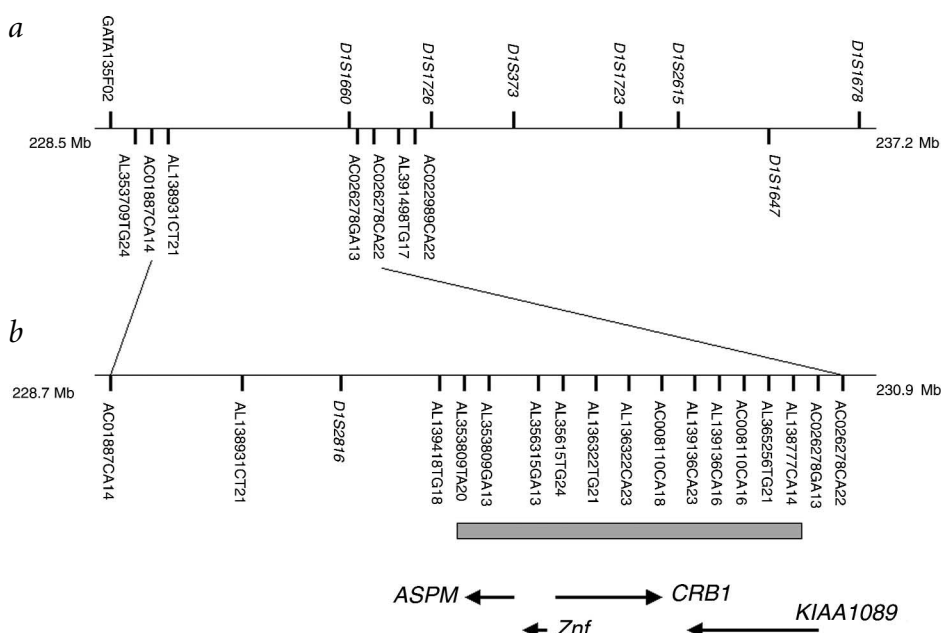 a
GATA135F02
D1S1660
D1S1726
D1S373
D1S1723
D1S2615
D1S1678
228.5 Mb
237.2 Mb
AL353709TG24
AC01887CA14
AL138931CT21
AC026278GA13
AC026278CA22
AL391498TG17
AC022989CA22
D1S1647
b
228.7 Mb
230.9 Mb
AC01887CA14
AL138931CT21
D1S2816
AL139418TG18
AL353809TA20
AL353809GA13
AL356315GA13
AL35615TG24
AL136322TG21
AL136322CA23
AC008110CA18
AL139136CA23
AL139136CA16
AC008110CA16
AL365256TG21
AL138777CA14
AC026278GA13
AC026278CA22
ASPM
CRB1
KIAA1089
Znf